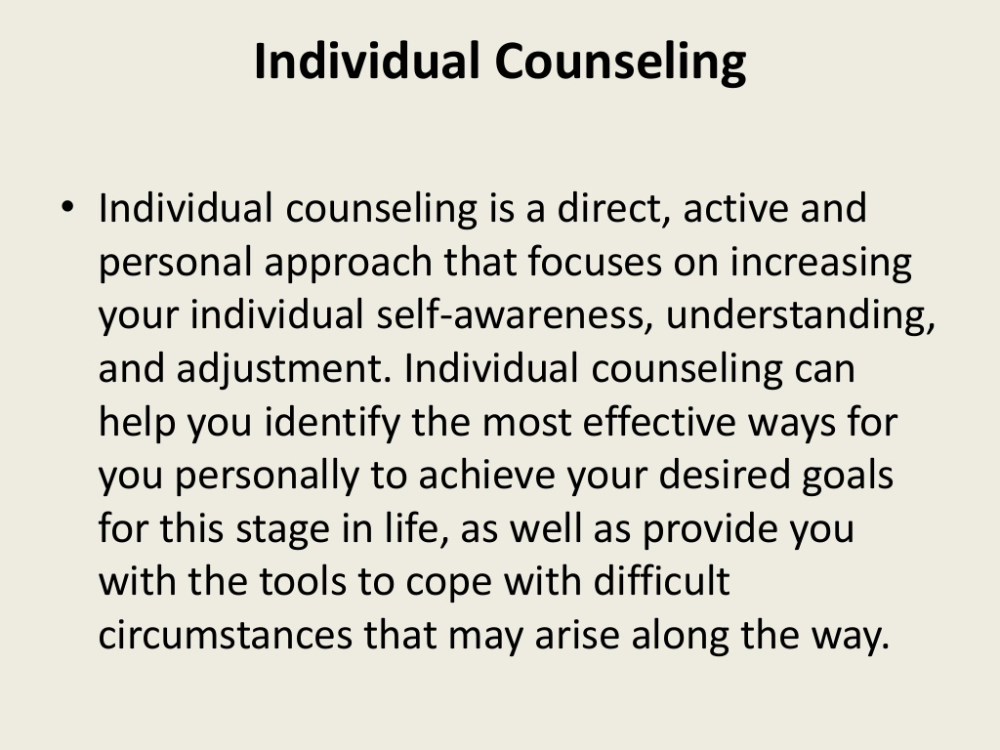 Individual Counseling
• Individual counseling is a direct, active and
personal approach that focuses on increasing
your individual self-awareness, understanding,
and adjustment. Individual counseling can
help you identify the most effective ways for
you personally to achieve your desired goals
for this stage in life, as well as provide you
with the tools to cope with difficult
circumstances that may arise along the way.